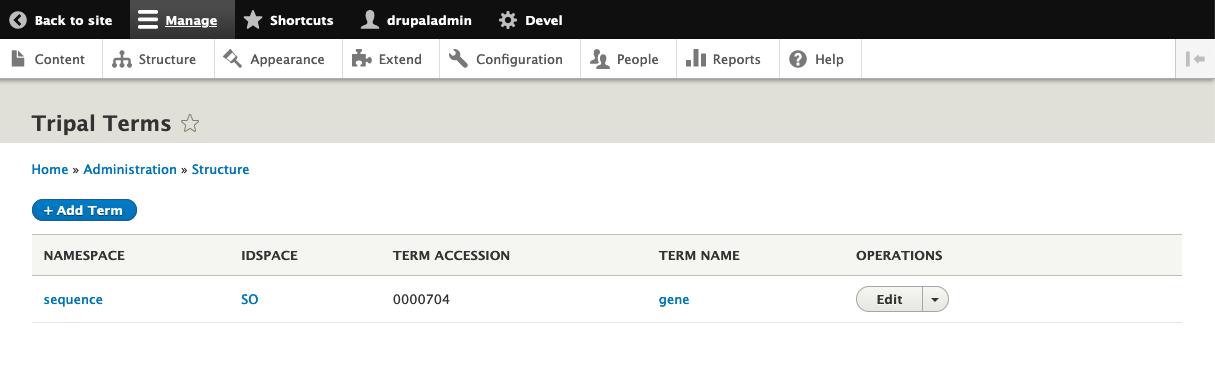 Back to site Manage Shortcuts drupaladmin Devel
Content Structure Appearance Extend Configuration People Reports Help
Tripal Terms
Home » Administration » Structure
+ Add Term
NAMESPACE IDSPACE TERM ACCESSION TERM NAME OPERATIONS
sequence SO 0000704 gene Edit